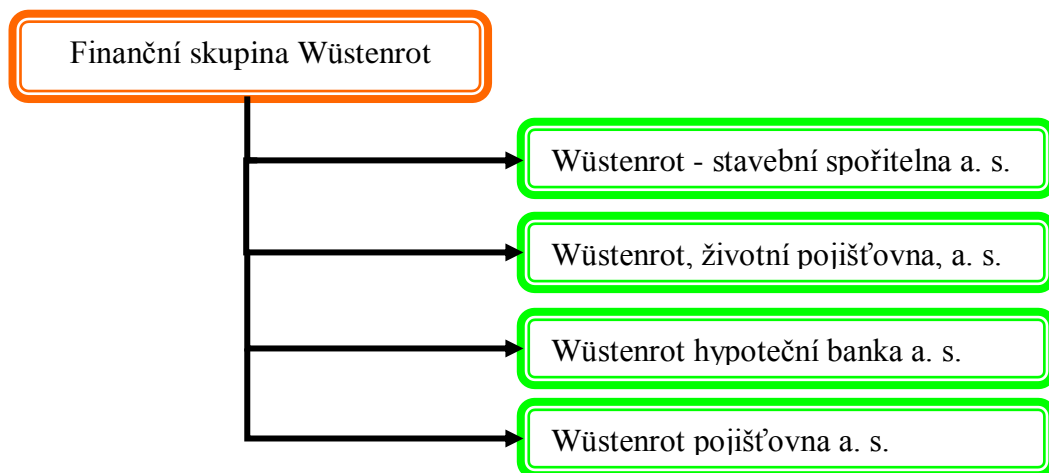 Finanční skupina Wüstenrot
Wüstenrot - stavební spořitelna a. s.
Wüstenrot, životní pojišťovna, a. s.
Wüstenrot hypoteční banka a. s.
Wüstenrot pojišťovna a. s.